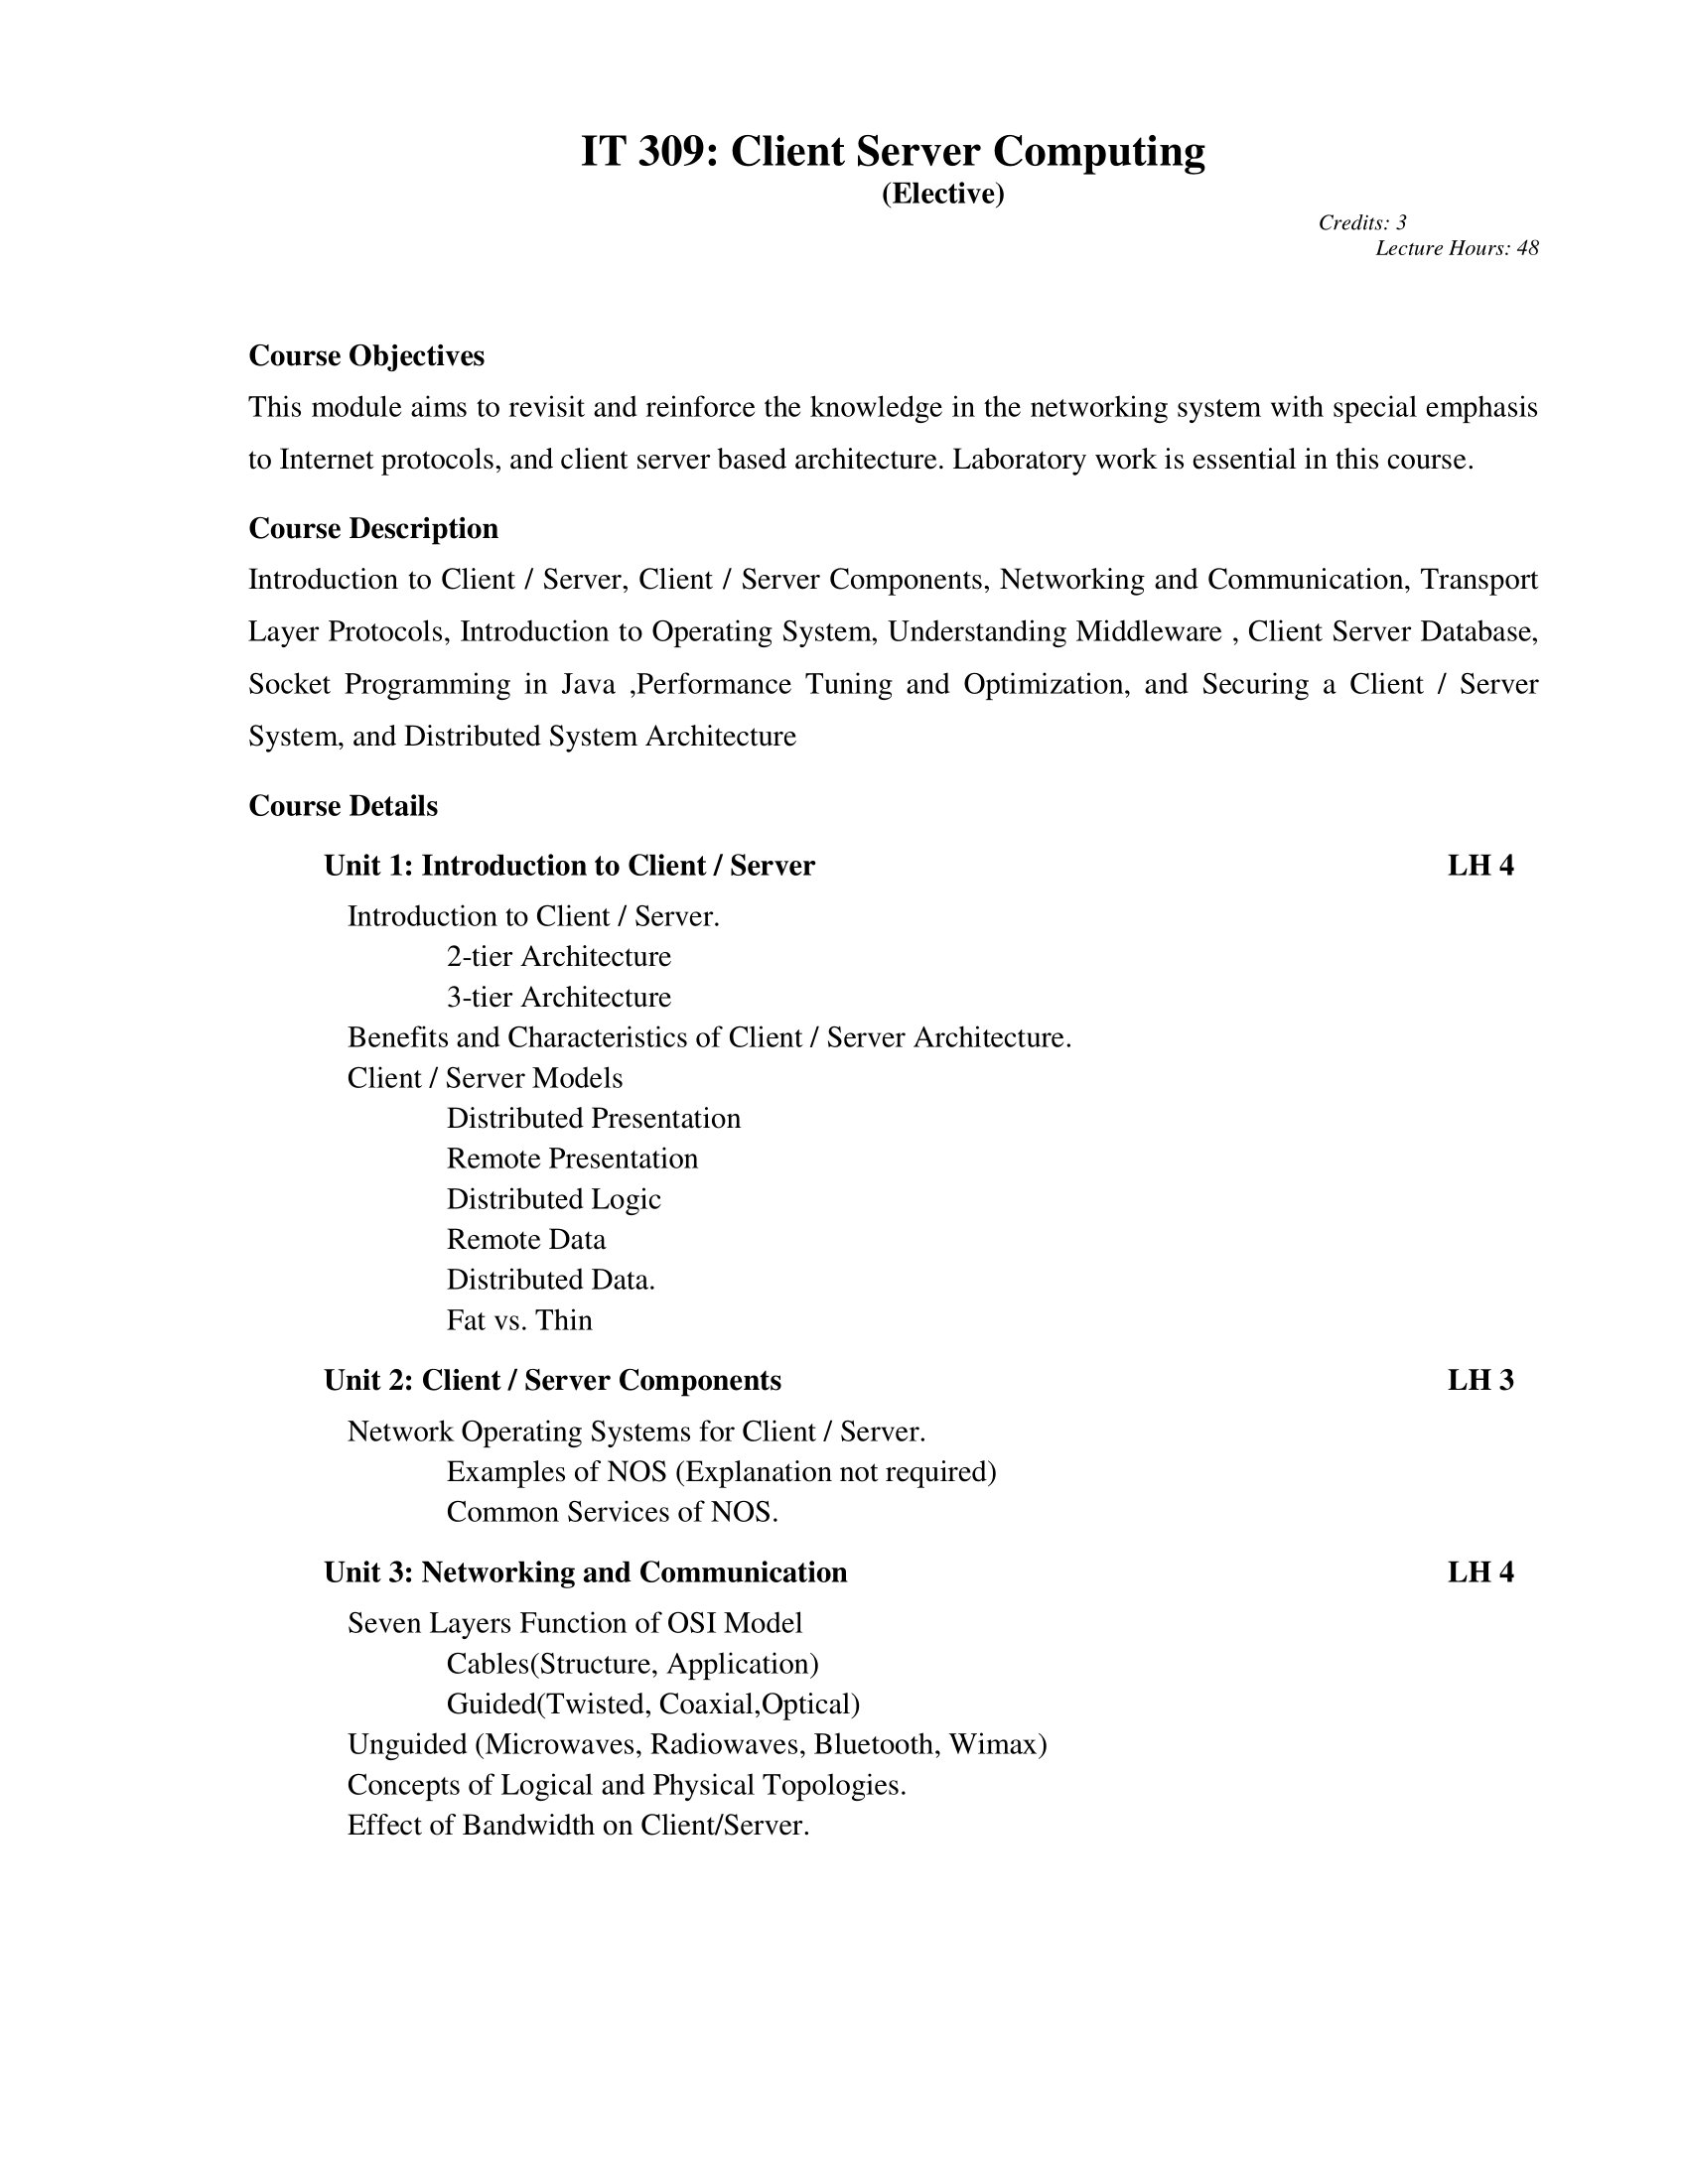 IT 309: Client Server Computing
(Elective)
Credits: 3
Lecture Hours: 48
Course Objectives
This module aims to revisit and reinforce the knowledge in the networking system with special emphasis
to Internet protocols, and client server based architecture. Laboratory work is essential in this course.
Course Description
Introduction to Client / Server, Client / Server Components, Networking and Communication, Transport
Layer Protocols, Introduction to Operating System, Understanding Middleware , Client Server Database,
Socket Programming in Java ,Performance Tuning and Optimization, and Securing a Client / Server
System, and Distributed System Architecture
Course Details
Unit 1: Introduction to Client / Server LH 4
Introduction to Client / Server.
2-tier Architecture
3-tier Architecture
Benefits and Characteristics of Client / Server Architecture.
Client / Server Models
Distributed Presentation
Remote Presentation
Distributed Logic
Remote Data
Distributed Data.
Fat vs. Thin
Unit 2: Client / Server Components LH 3
Network Operating Systems for Client / Server.
Examples of NOS (Explanation not required)
Common Services of NOS.
Unit 3: Networking and Communication LH 4
Seven Layers Function of OSI Model
Cables(Structure, Application)
Guided(Twisted, Coaxial,Optical)
Unguided (Microwaves, Radiowaves, Bluetooth, Wimax)
Concepts of Logical and Physical Topologies.
Effect of Bandwidth on Client/Server.